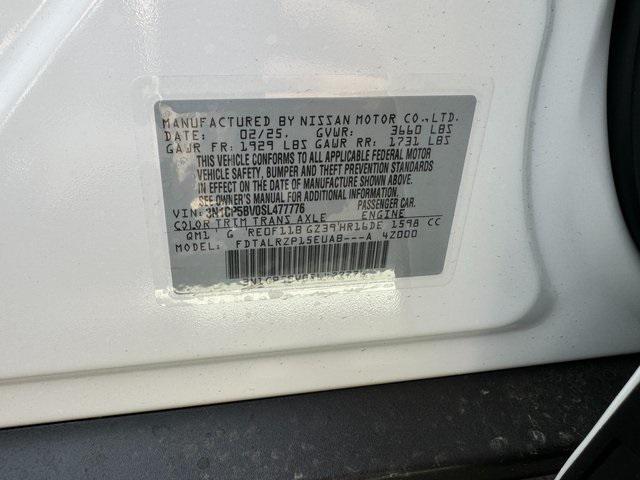 MANUFACTURED BY NISSAN MOTOR CO.,LTD.
DATE: 02/25. GVWR: 3660 LBS
GAWR FR: 1929 LBS GAWR RR: 1731 LBS
THIS VEHICLE CONFORMS TO ALL APPLICABLE FEDERAL MOTOR
VEHICLE SAFETY, BUMPER, AND THEFT PREVENTION STANDARDS
IN EFFECT ON THE DATE OF MANUFACTURE SHOWN ABOVE.
SEE OWNER'S MANUAL FOR ADDITIONAL INFORMATION.
VIN: 3N1CP5BV0SL477776 PASSENGER CAR
COLOR TRIM TRANS AXLE ENGINE
QM1 G RE0F11B GZ39 HR16DE 1598 CC
MODEL: FDTALRZP15EUAB---A 4Z000